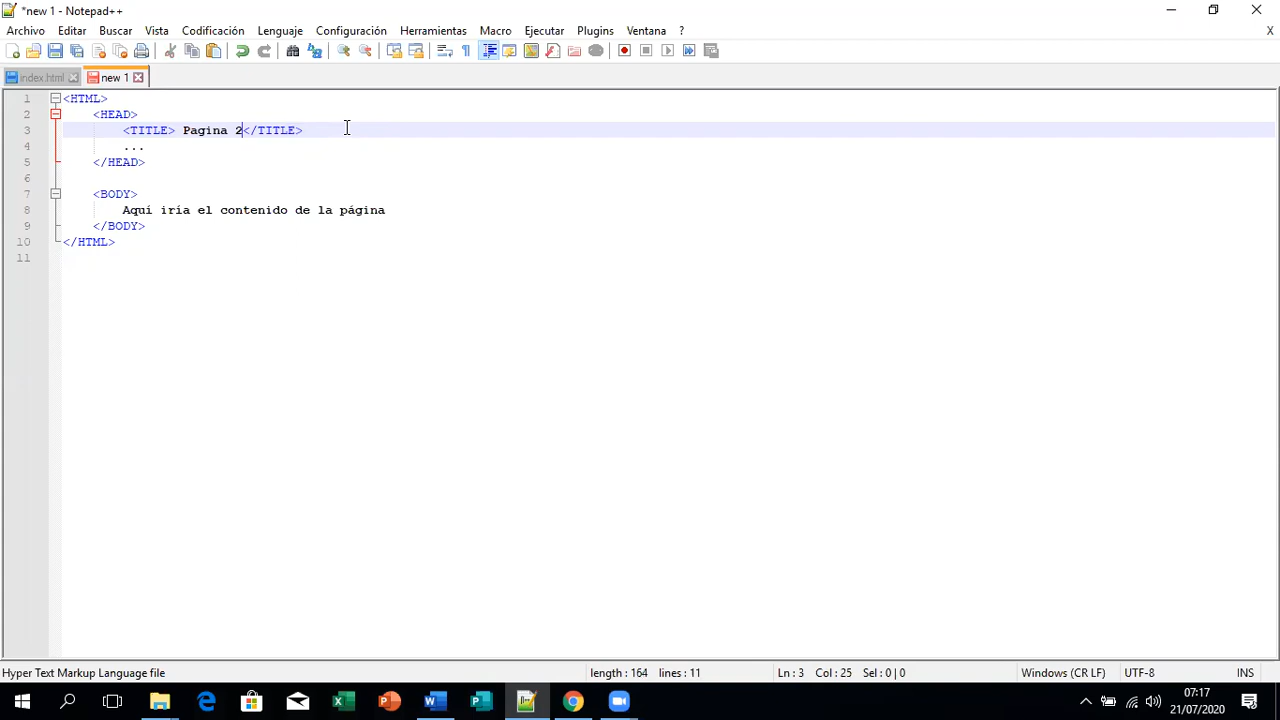 *new 1 - Notepad++
Archivo Editar Buscar Vista Codificación Lenguaje Configuración Herramientas Macro Ejecutar Plugins Ventana ? X
index.html new 1
1 <HTML>
2 <HEAD>
3 <TITLE> Pagina 2</TITLE>
4 ...
5 </HEAD>
6
7 <BODY>
8 Aquí iría el contenido de la página
9 </BODY>
10 </HTML>
11
Hyper Text Markup Language file length : 164 lines : 11 Ln : 3 Col : 25 Sel : 0 | 0 Windows (CR LF) UTF-8 INS
07:17
21/07/2020